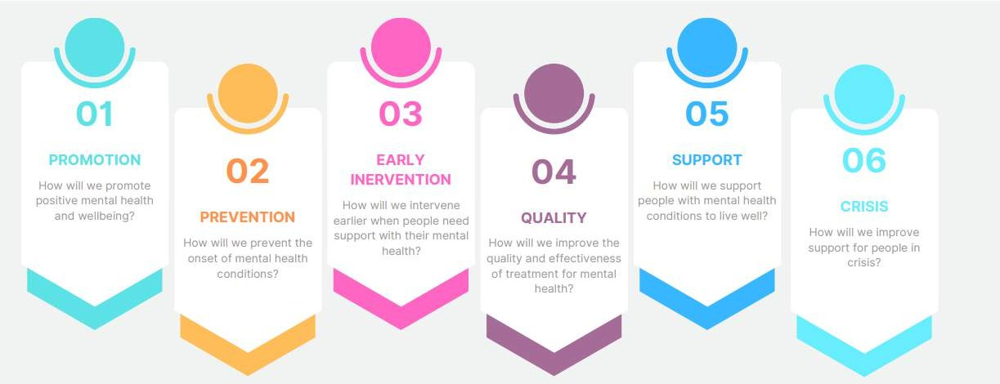 01
PROMOTION
How will we promote
positive mental health
and wellbeing?
02
PREVENTION
How will we prevent the
onset of mental health
conditions?
03
EARLY
INERVENTION
How will we intervene
earlier when people need
support with their mental
health?
04
QUALITY
How will we improve the
quality and effectiveness
of treatment for mental
health?
05
SUPPORT
How will we support
people with mental health
conditions to live well?
06
CRISIS
How will we improve
support for people in
crisis?